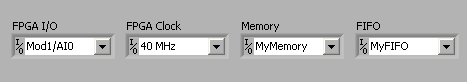 FPGA I/O FPGA Clock Memory FIFO
I/O Mod1/AI0 I/O 40 MHz I/O MyMemory I/O MyFIFO